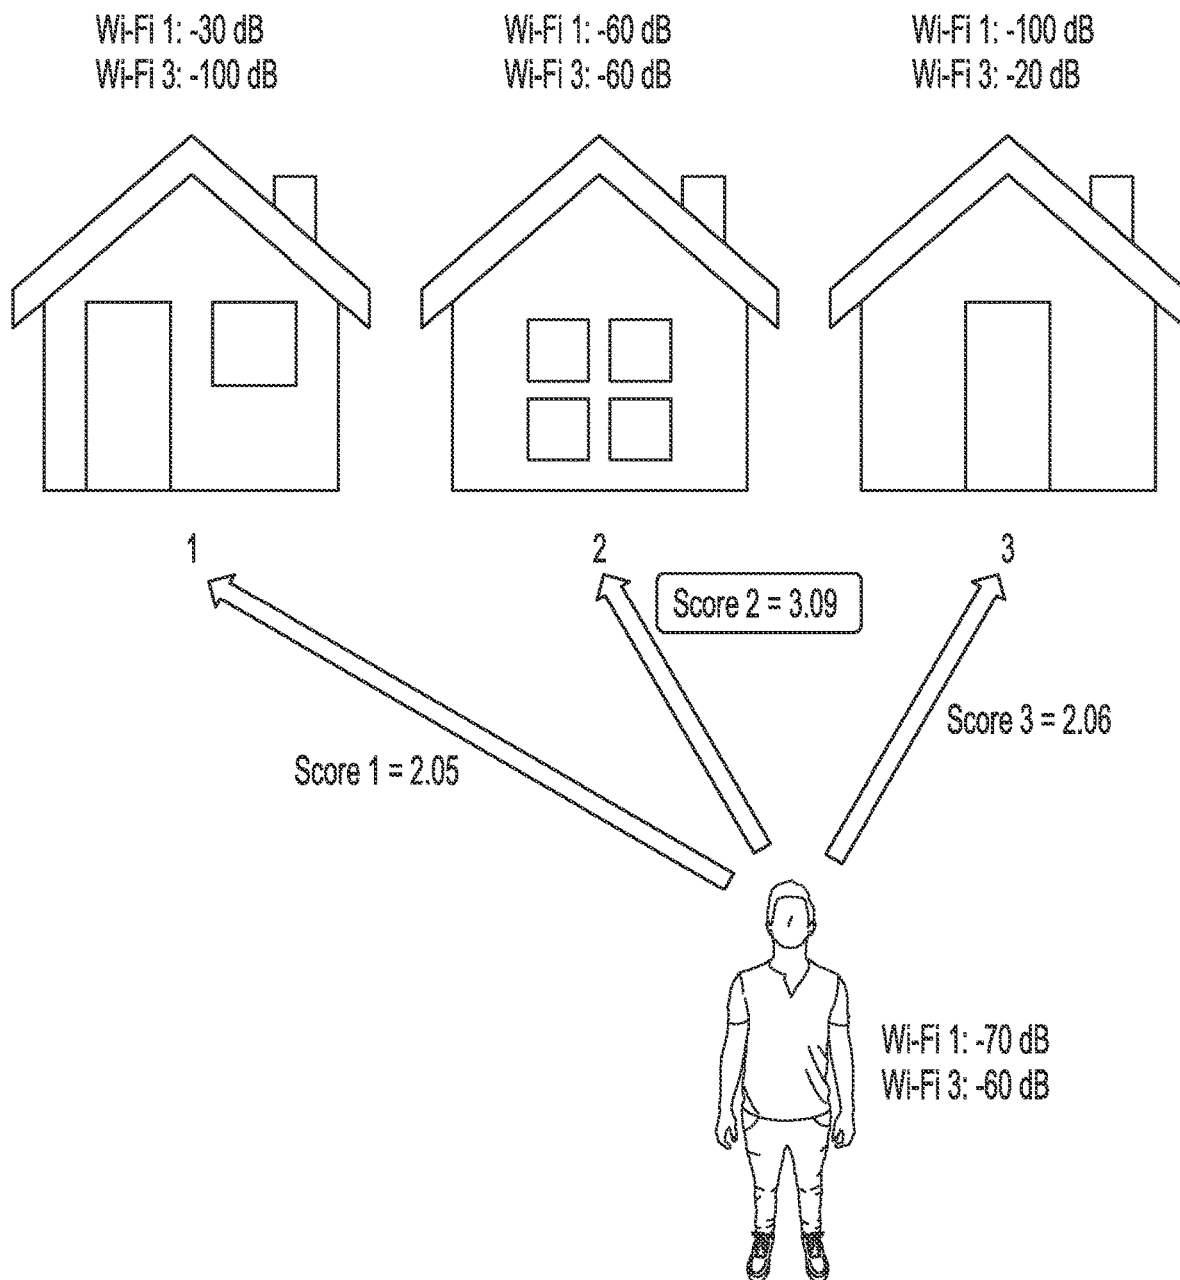 Wi-Fi 1: -30 dB
Wi-Fi 3: -100 dB
Wi-Fi 1: -60 dB
Wi-Fi 3: -60 dB
Wi-Fi 1: -100 dB
Wi-Fi 3: -20 dB
1
2
3
Score 2 = 3.09
Score 3 = 2.06
Score 1 = 2.05
Wi-Fi 1: -70 dB
Wi-Fi 3: -60 dB